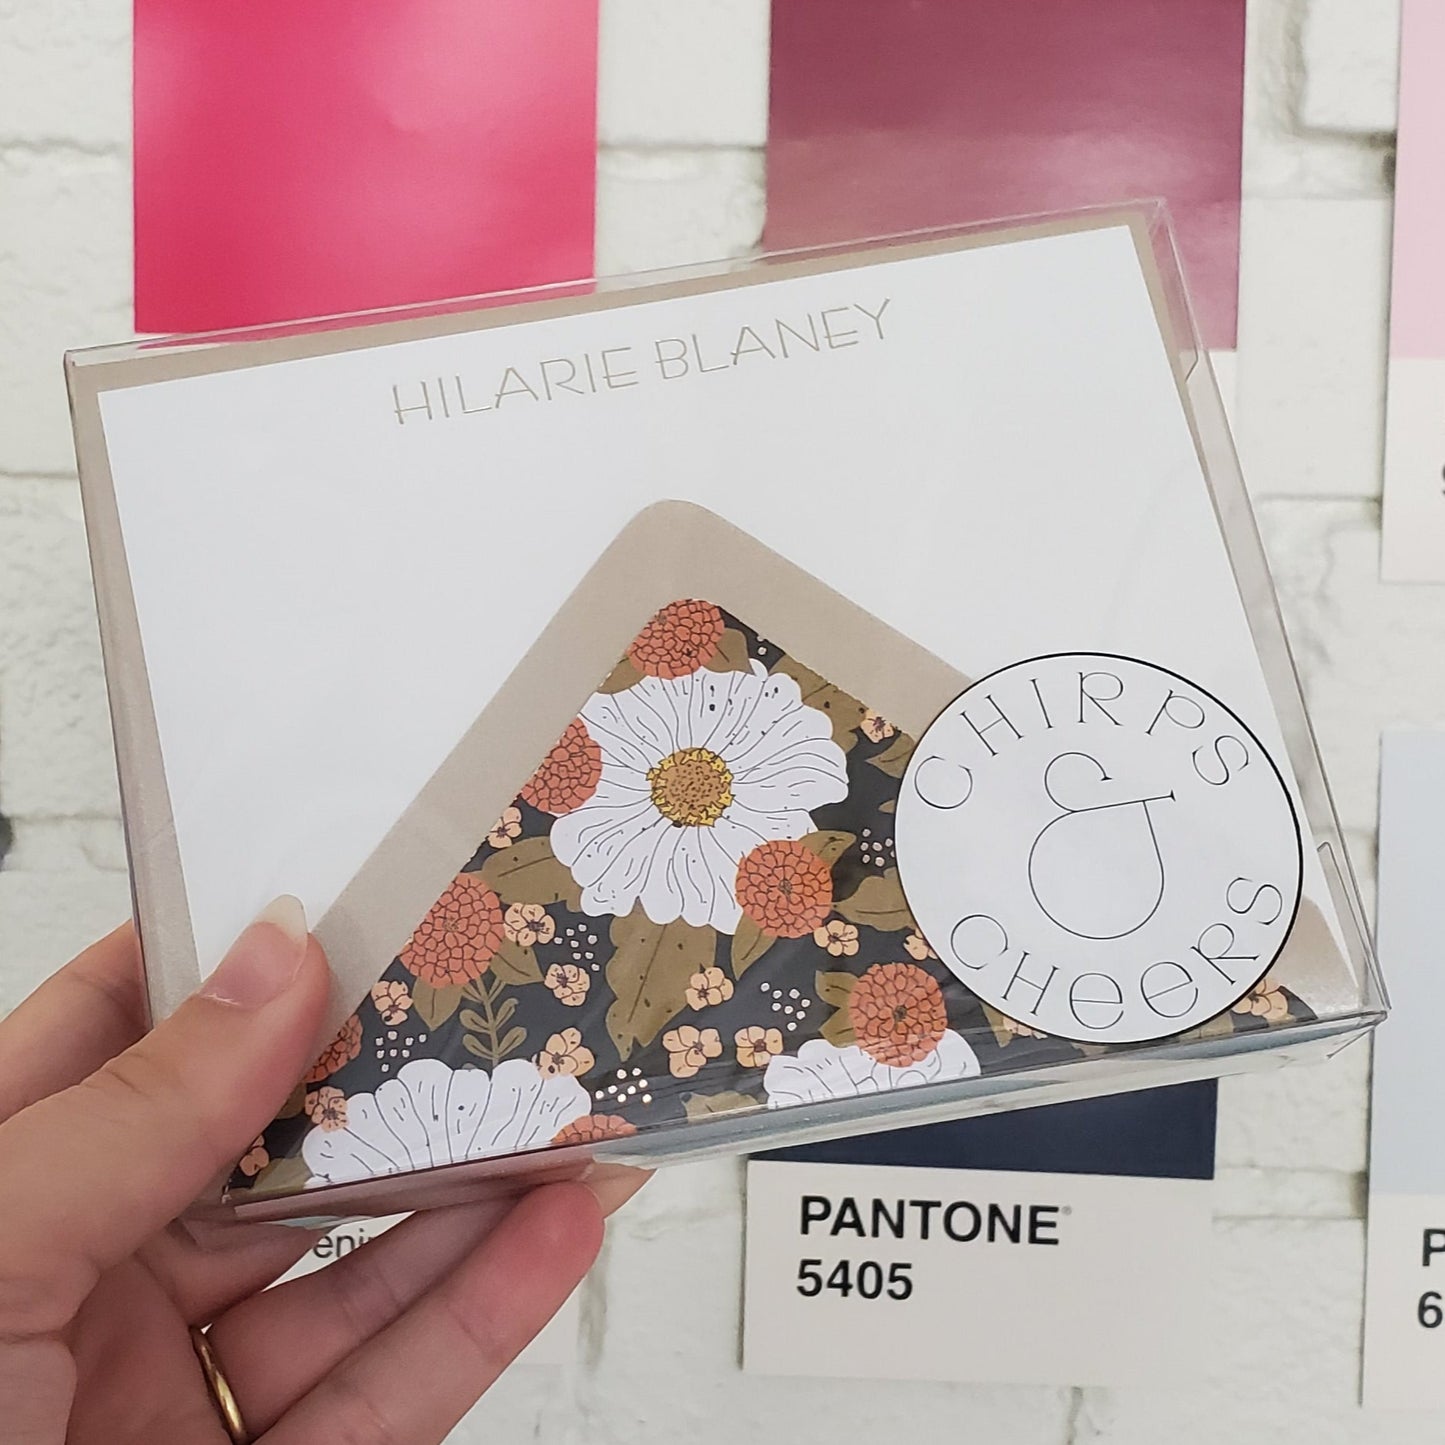 HILARIE BLANEY
CHIRPS
&
CHEERS
PANTONE®
5405